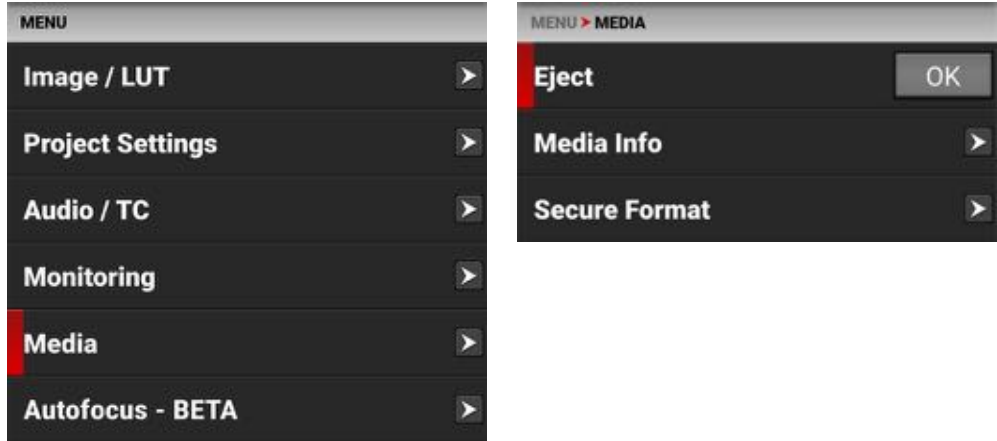 MENU
Image / LUT
Project Settings
Audio / TC
Monitoring
Media
Autofocus - BETA
MENU > MEDIA
Eject
OK
Media Info
Secure Format